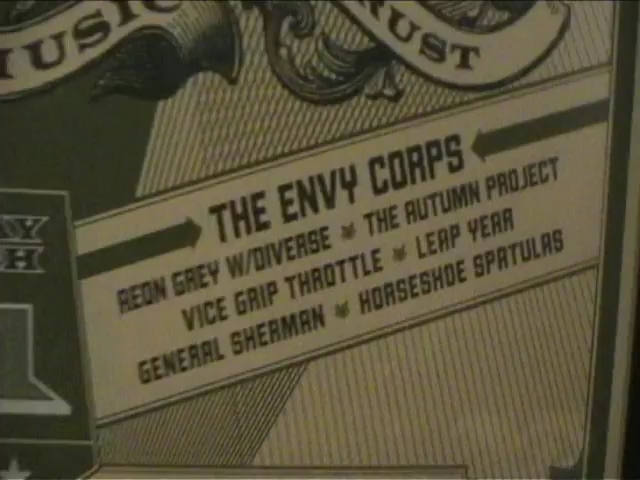 MUSIC TRUST
THE ENVY CORPS
AEON GREY W/DIVERSE THE AUTUMN PROJECT
VICE GRIP THROTTLE LEAP YEAR
GENERAL SHERMAN HORSESHOE SPATULAS